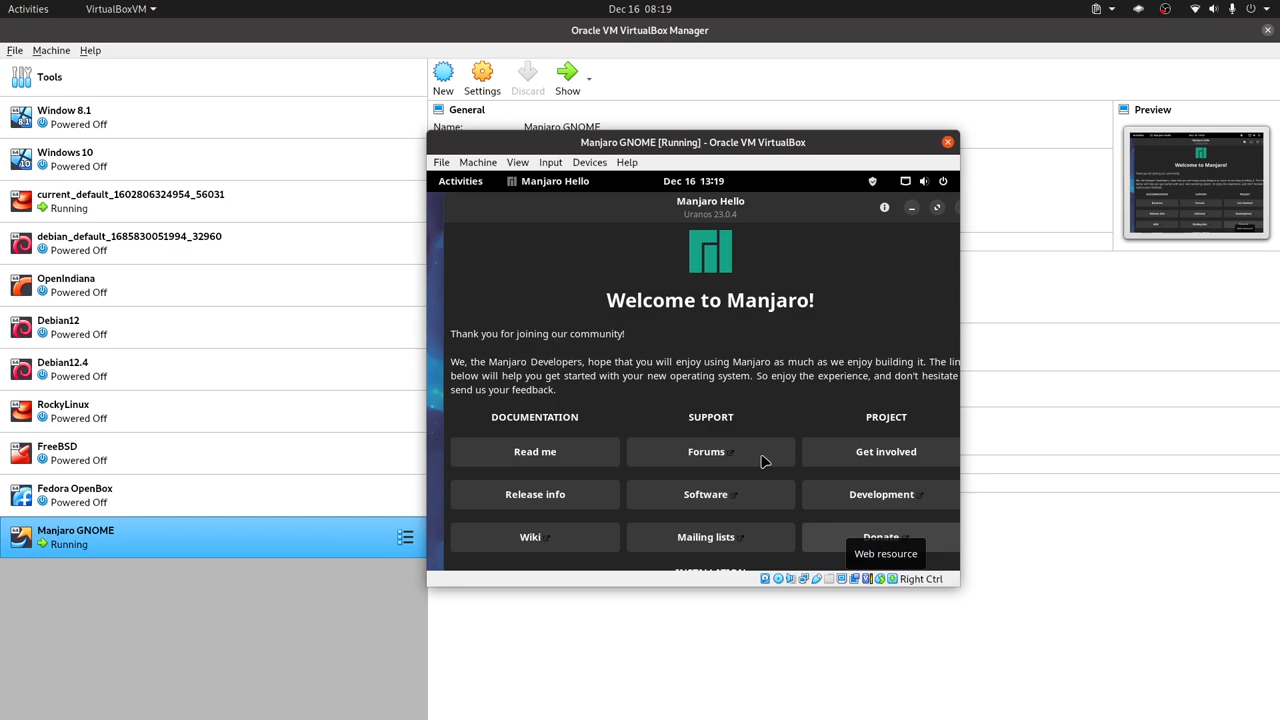 Activities VirtualBoxVM Dec 16 08:19
Oracle VM VirtualBox Manager
File Machine Help
Tools
New Settings Discard Show
Window 8.1
Powered Off
Windows 10
Powered Off
current_default_1602806324954_56031
Running
debian_default_1685830051994_32960
Powered Off
OpenIndiana
Powered Off
Debian12
Powered Off
Debian12.4
Powered Off
RockyLinux
Powered Off
FreeBSD
Powered Off
Fedora OpenBox
Powered Off
Manjaro GNOME
Running
General
Name: Manjaro GNOME
Preview
Manjaro GNOME [Running] - Oracle VM VirtualBox
File Machine View Input Devices Help
Activities Manjaro Hello Dec 16 13:19
Manjaro Hello
Uranos 23.0.4
Welcome to Manjaro!
Thank you for joining our community!
We, the Manjaro Developers, hope that you will enjoy using Manjaro as much as we enjoy building it. The lin
below will help you get started with your new operating system. So enjoy the experience, and don't hesitate
send us your feedback.
DOCUMENTATION SUPPORT PROJECT
Read me Forums Get involved
Release info Software Development
Wiki Mailing lists Donate
Web resource
INSTALLATION
Right Ctrl